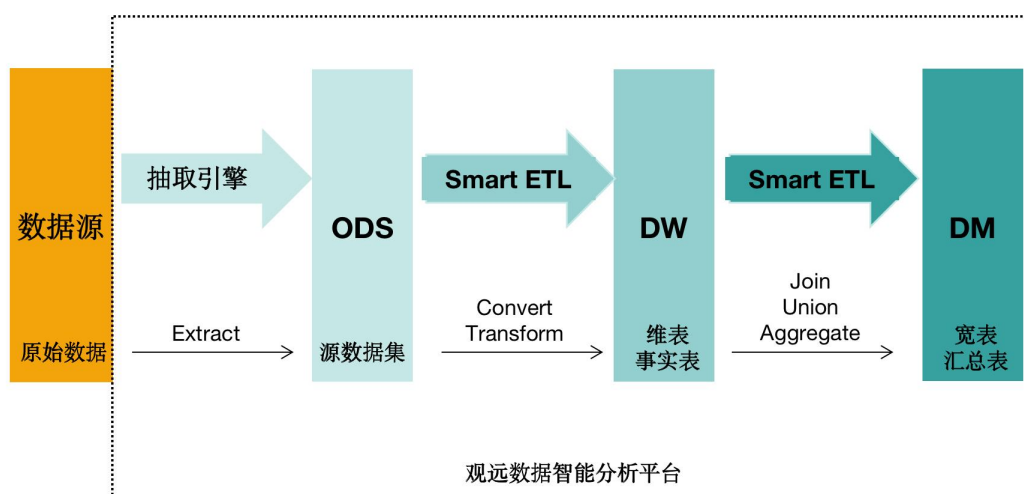 数据源
原始数据
抽取引擎
Extract
ODS
源数据集
Smart ETL
Convert
Transform
DW
维表
事实表
Smart ETL
Join
Union
Aggregate
DM
宽表
汇总表
观远数据智能分析平台